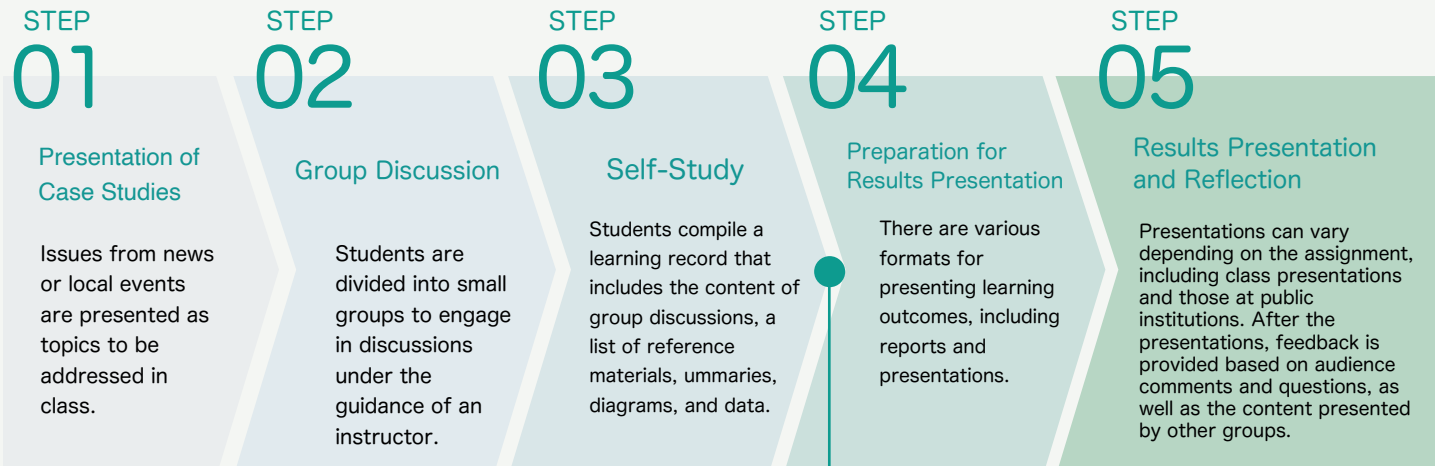 STEP
01
Presentation of
Case Studies
Issues from news
or local events
are presented as
topics to be
addressed in
class.
STEP
02
Group Discussion
Students are
divided into small
groups to engage
in discussions
under the
guidance of an
instructor.
STEP
03
Self-Study
Students compile a
learning record that
includes the content of
group discussions, a
list of reference
materials, ummaries,
diagrams, and data.
STEP
04
Preparation for
Results Presentation
There are various
formats for
presenting learning
outcomes, including
reports and
presentations.
STEP
05
Results Presentation
and Reflection
Presentations can vary
depending on the assignment,
including class presentations
and those at public
institutions. After the
presentations, feedback is
provided based on audience
comments and questions, as
well as the content presented
by other groups.